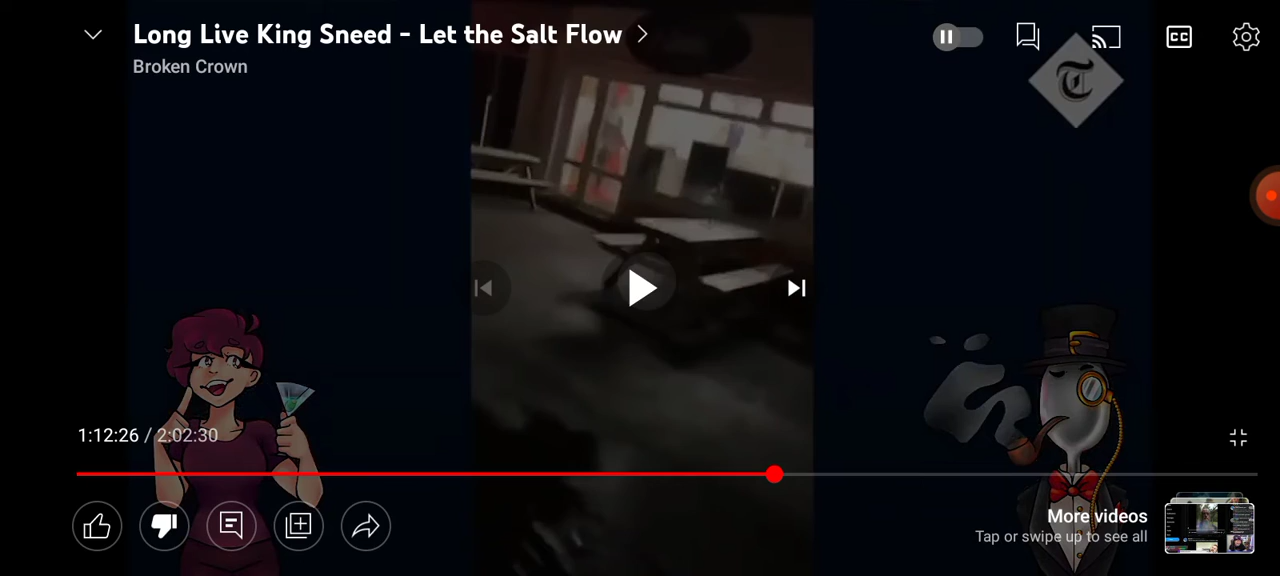 Long Live King Sneed - Let the Salt Flow
Broken Crown
CC
T
1:12:26 / 2:02:30
More videos
Tap or swipe up to see all